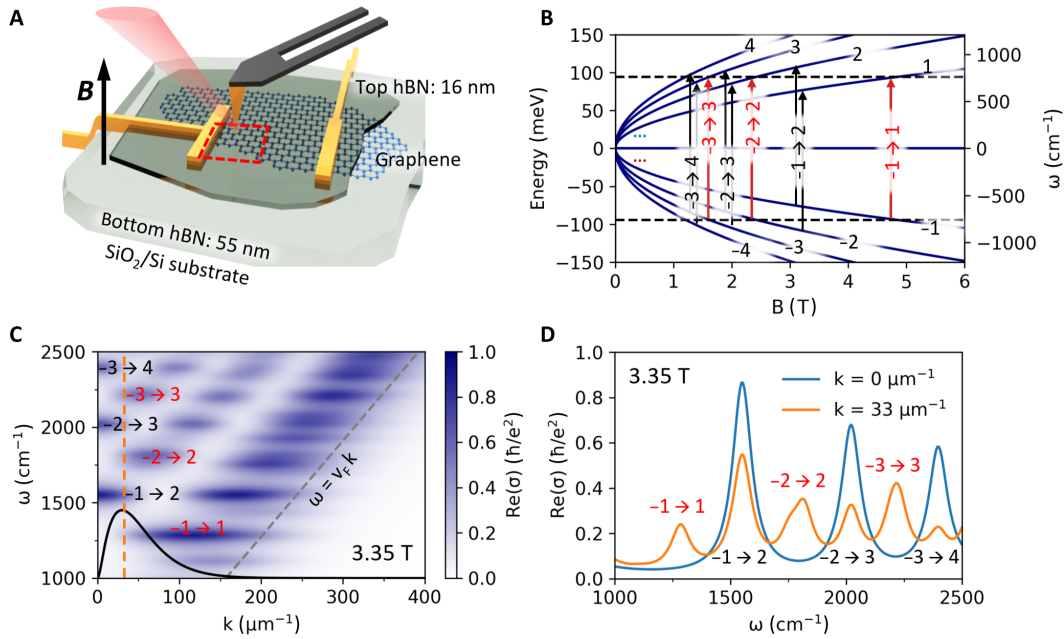 A
B
Top hBN: 16 nm
Graphene
Bottom hBN: 55 nm
SiO₂/Si substrate
B
150
100
50
0
−50
−100
−150
Energy (meV)
4
3
2
1
...
...
−3 → 4
−3 → 3
−2 → 3
−2 → 2
−1 → 2
−1 → 1
−1
−2
−3
−4
0
1
2
3
4
5
6
B (T)
1000
500
0
−500
−1000
ω (cm⁻¹)
C
2500
2000
1500
1000
ω (cm⁻¹)
−3 → 4
−3 → 3
−2 → 3
−2 → 2
−1 → 2
−1 → 1
ω = v_F k
3.35 T
0
100
200
300
400
k (μm⁻¹)
1.0
0.8
0.6
0.4
0.2
0.0
Re(σ) (ħ/e²)
D
1.0
0.8
0.6
0.4
0.2
0.0
Re(σ) (ħ/e²)
3.35 T
k = 0 μm⁻¹
k = 33 μm⁻¹
−1 → 1
−2 → 2
−3 → 3
−1 → 2
−2 → 3
−3 → 4
1000
1500
2000
2500
ω (cm⁻¹)